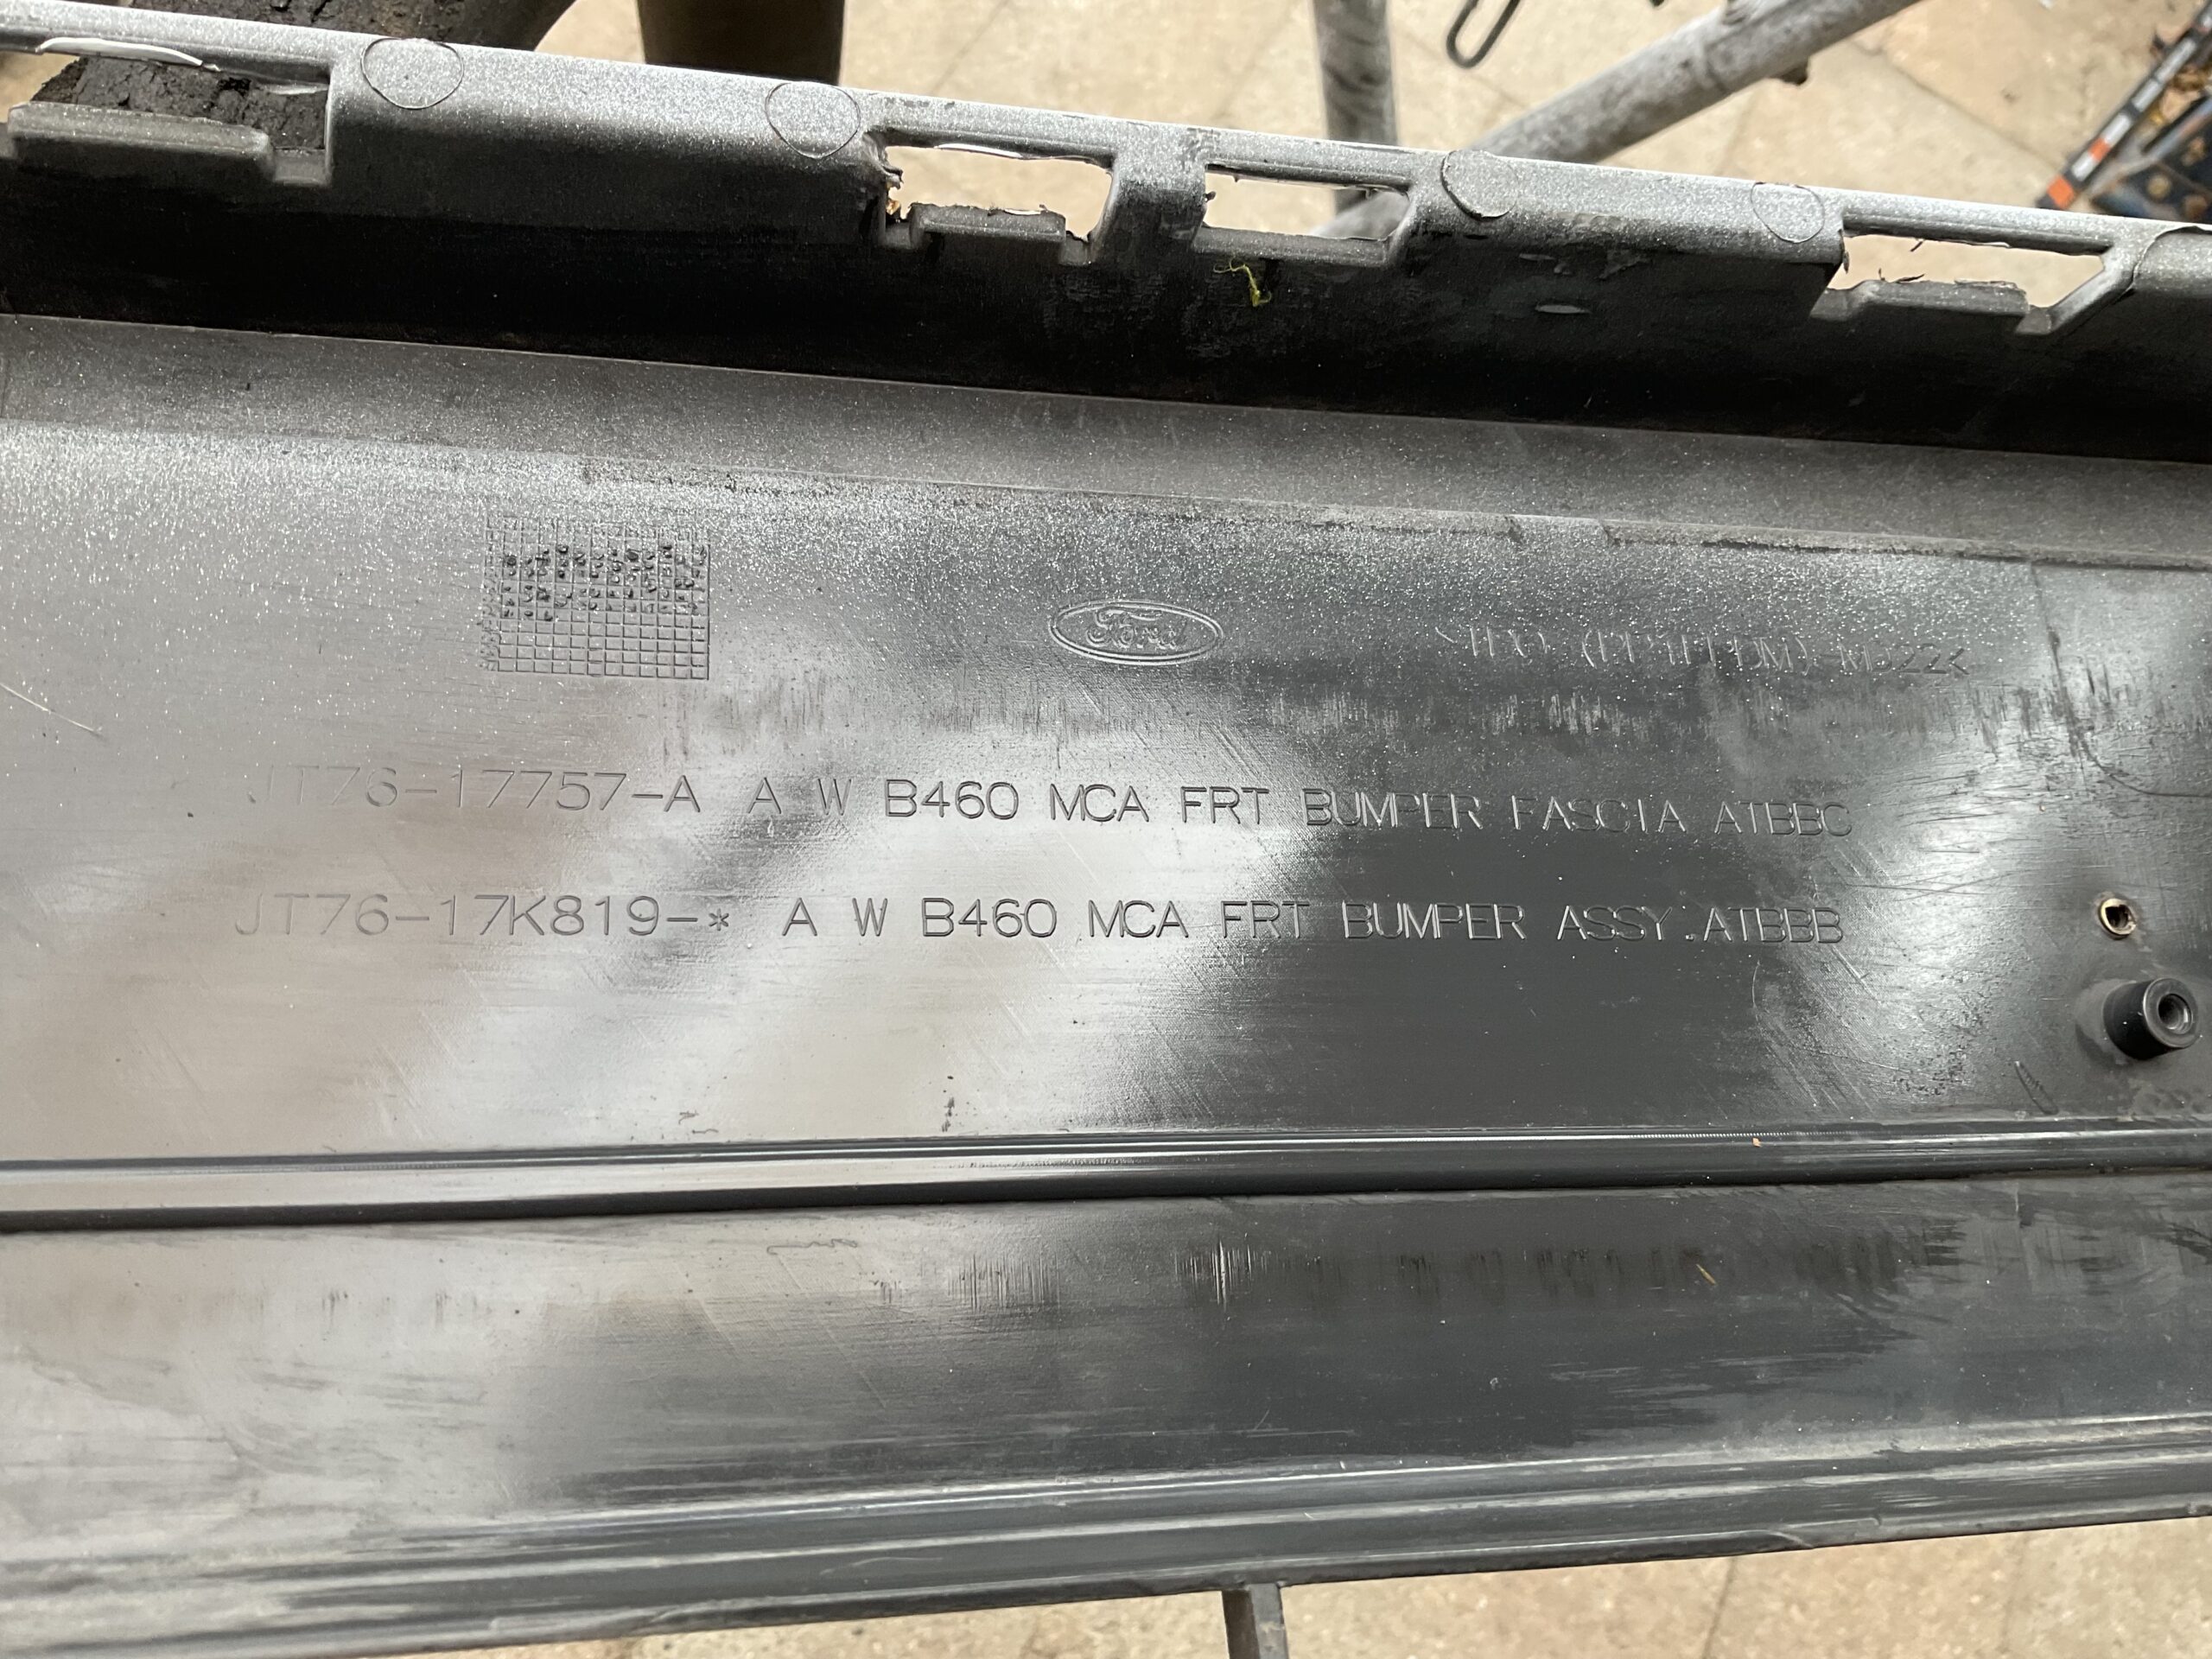 Ford
JT76-17757-A A W B460 MCA FRT BUMPER FASCIA ATBBC
JT76-17K819-* A W B460 MCA FRT BUMPER ASSY.ATBBB